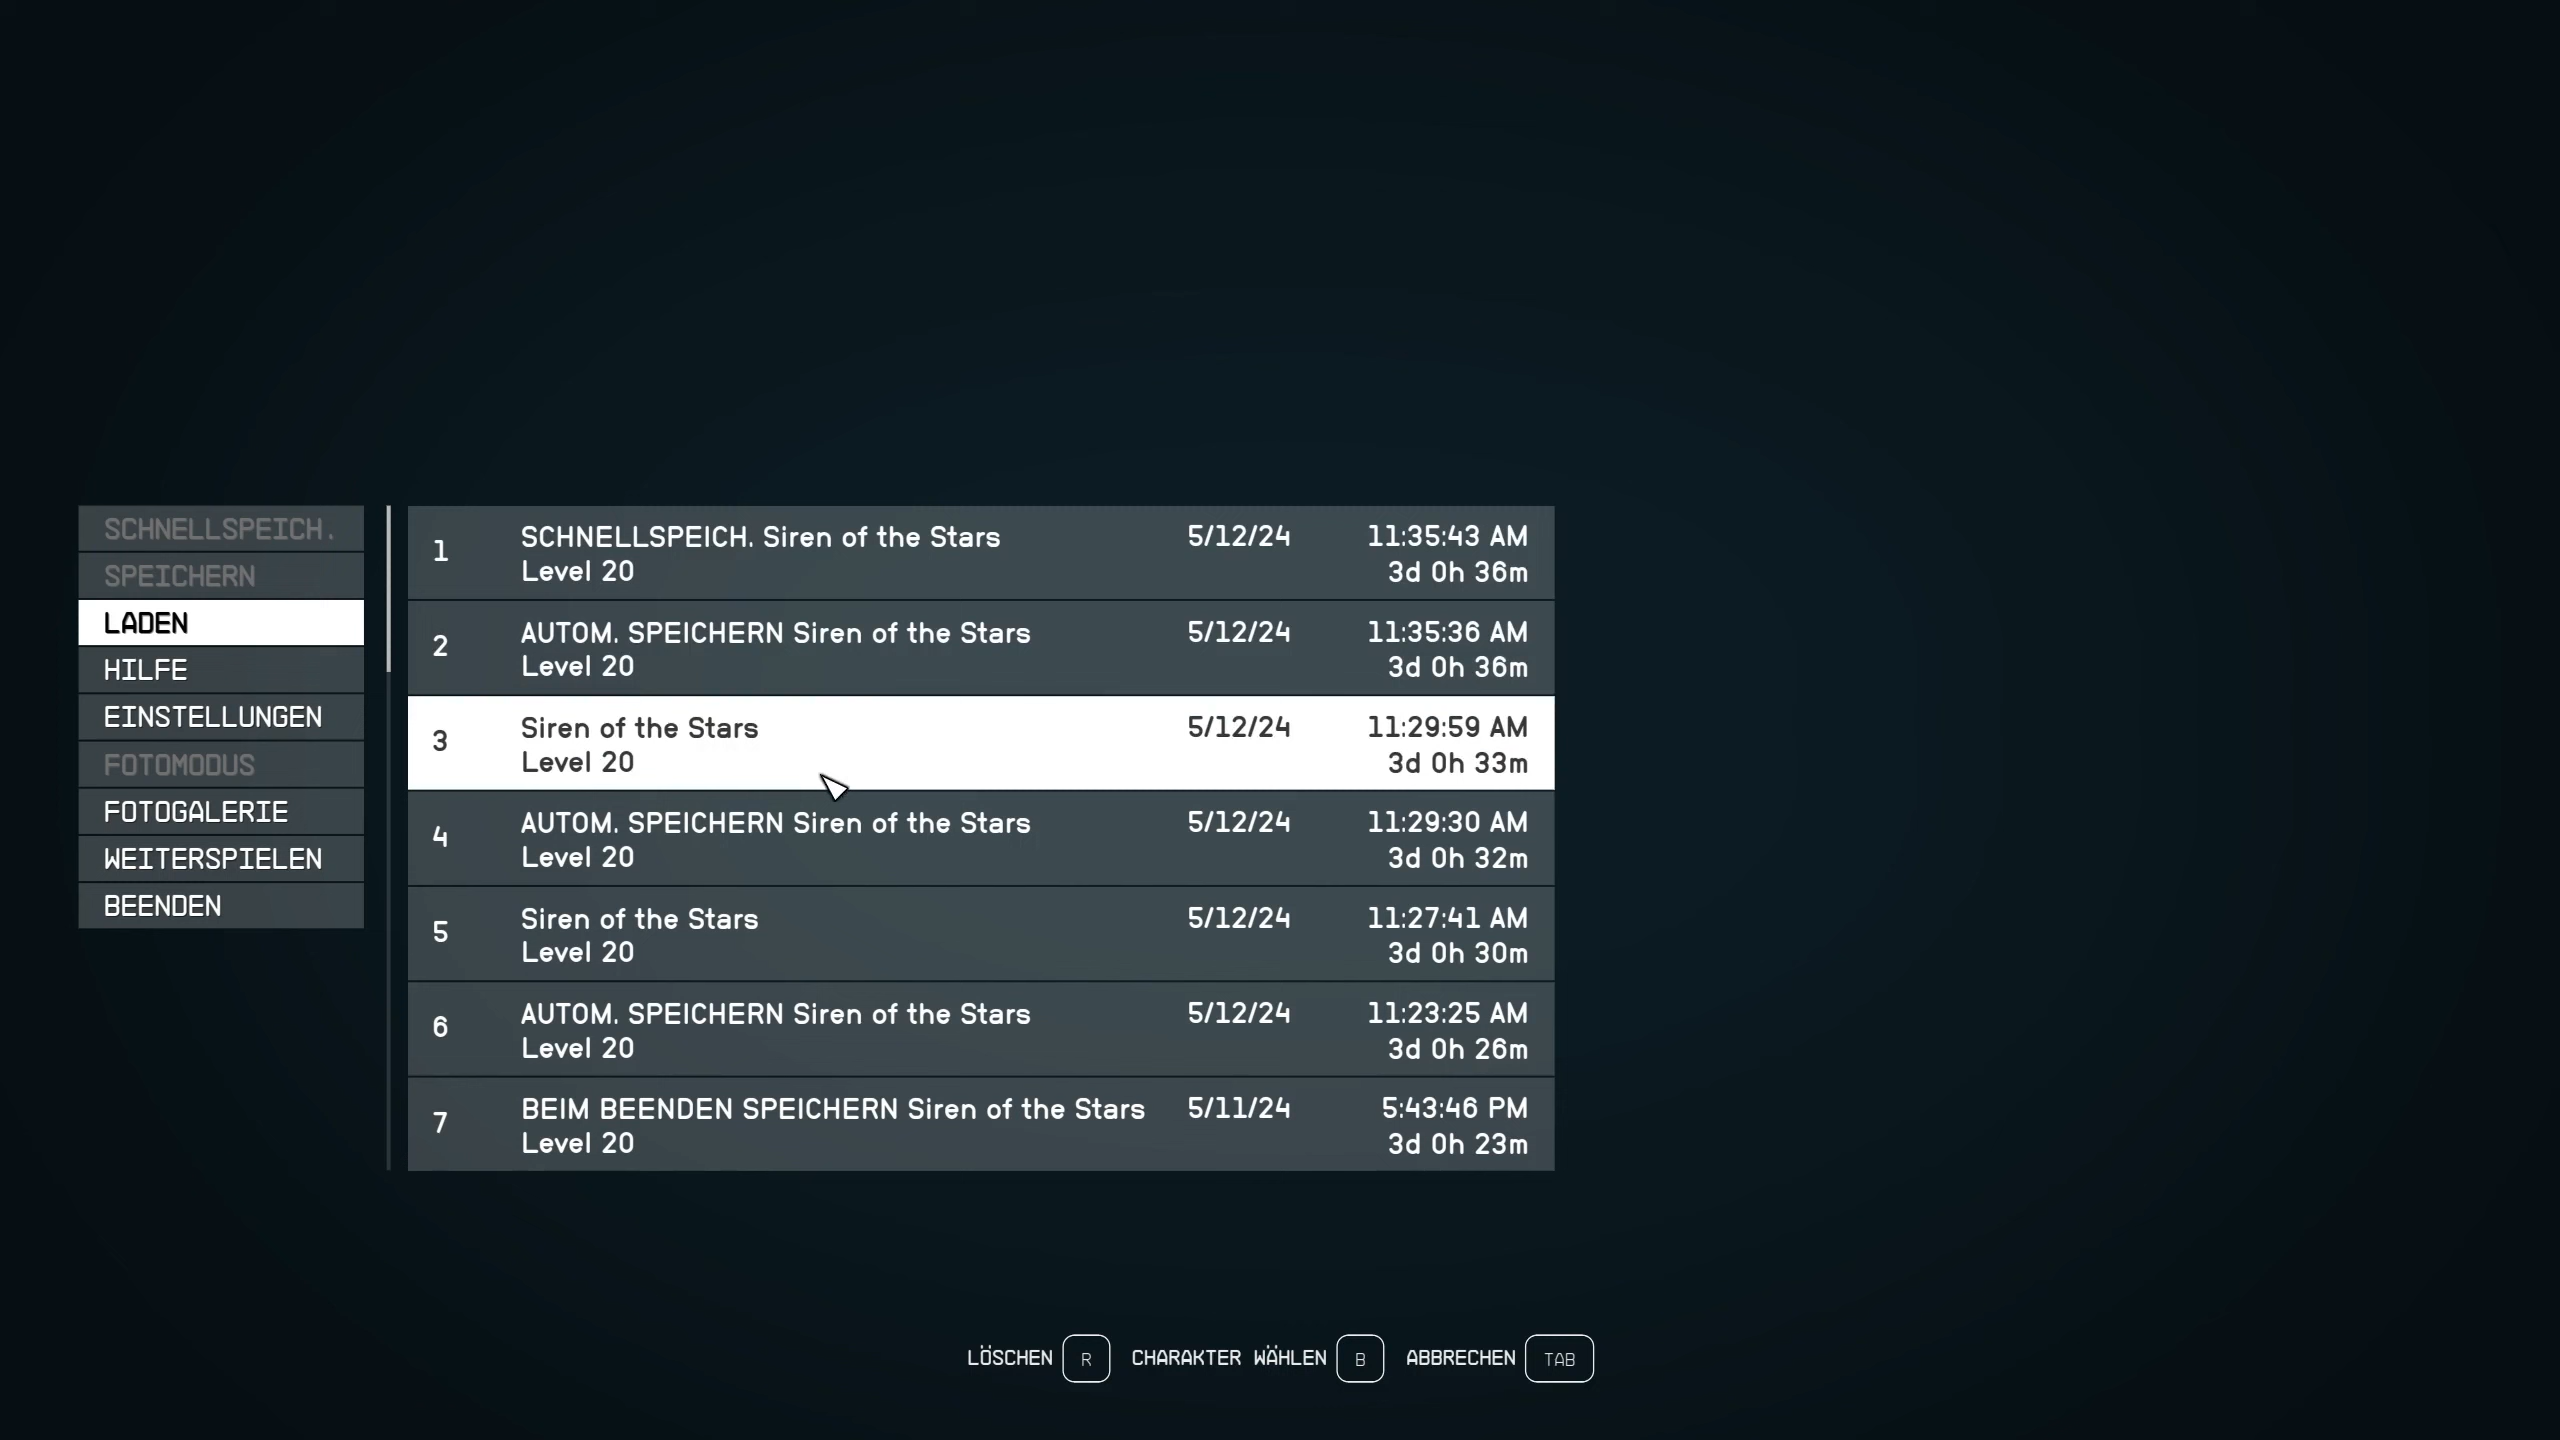 SCHNELLSPEICH.
SPEICHERN
LADEN
HILFE
EINSTELLUNGEN
FOTOMODUS
FOTOGALERIE
WEITERSPIELEN
BEENDEN
1 SCHNELLSPEICH. Siren of the Stars 5/12/24 11:35:43 AM
Level 20 3d 0h 36m
2 AUTOM. SPEICHERN Siren of the Stars 5/12/24 11:35:36 AM
Level 20 3d 0h 36m
3 Siren of the Stars 5/12/24 11:29:59 AM
Level 20 3d 0h 33m
4 AUTOM. SPEICHERN Siren of the Stars 5/12/24 11:29:30 AM
Level 20 3d 0h 32m
5 Siren of the Stars 5/12/24 11:27:41 AM
Level 20 3d 0h 30m
6 AUTOM. SPEICHERN Siren of the Stars 5/12/24 11:23:25 AM
Level 20 3d 0h 26m
7 BEIM BEENDEN SPEICHERN Siren of the Stars 5/11/24 5:43:46 PM
Level 20 3d 0h 23m
LÖSCHEN R CHARAKTER WÄHLEN B ABBRECHEN TAB